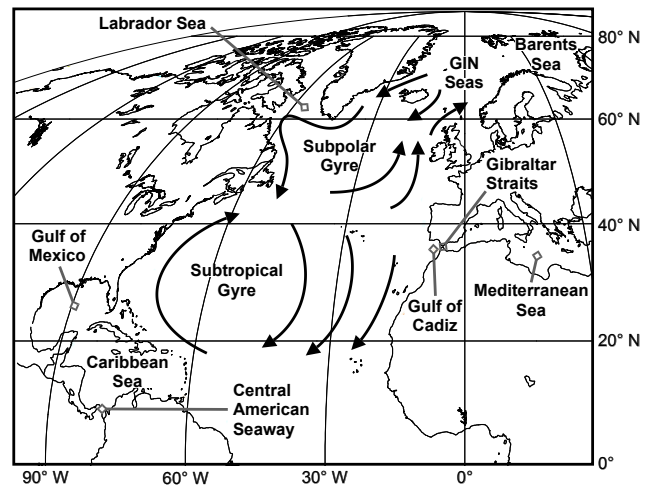 Labrador Sea
80° N
Barents
Sea
GIN
Seas
60° N
Subpolar
Gyre
Gibraltar
Straits
40° N
Gulf of
Mexico
Subtropical
Gyre
Gulf of
Cadiz
Mediterranean
Sea
20° N
Caribbean
Sea
Central
American
Seaway
0°
90° W
60° W
30° W
0°